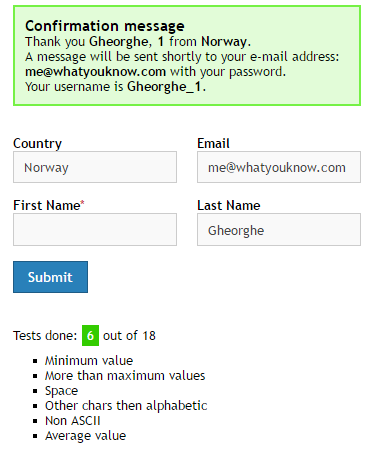 Confirmation message
Thank you Gheorghe, 1 from Norway.
A message will be sent shortly to your e-mail address:
me@whatyouknow.com with your password.
Your username is Gheorghe_1.
Country
Email
Norway
me@whatyouknow.com
First Name*
Last Name
Gheorghe
Submit
Tests done: 6 out of 18
Minimum value
More than maximum values
Space
Other chars then alphabetic
Non ASCII
Average value